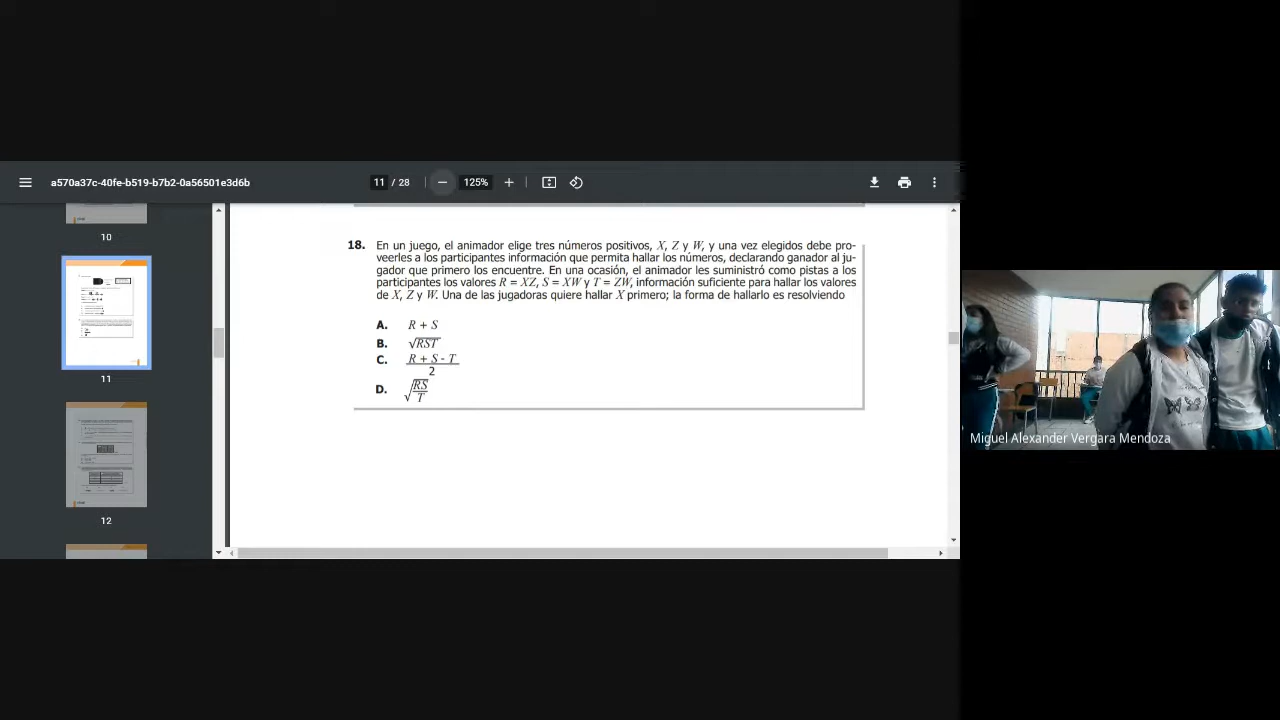 a570a37c-40fe-b519-b7b2-0a56501e3d6b
11 / 28
125%
10
11
12
18. En un juego, el animador elige tres números positivos, X, Z y W, y una vez elegidos debe pro-
veerles a los participantes información que permita hallar los números, declarando ganador al ju-
gador que primero los encuentre. En una ocasión, el animador les suministró como pistas a los
participantes los valores R = XZ, S = XW y T = ZW, información suficiente para hallar los valores
de X, Z y W. Una de las jugadoras quiere hallar X primero; la forma de hallarlo es resolviendo
A. R + S
B. √RST
C. R + S - T
2
D. √RS
T
Miguel Alexander Vergara Mendoza